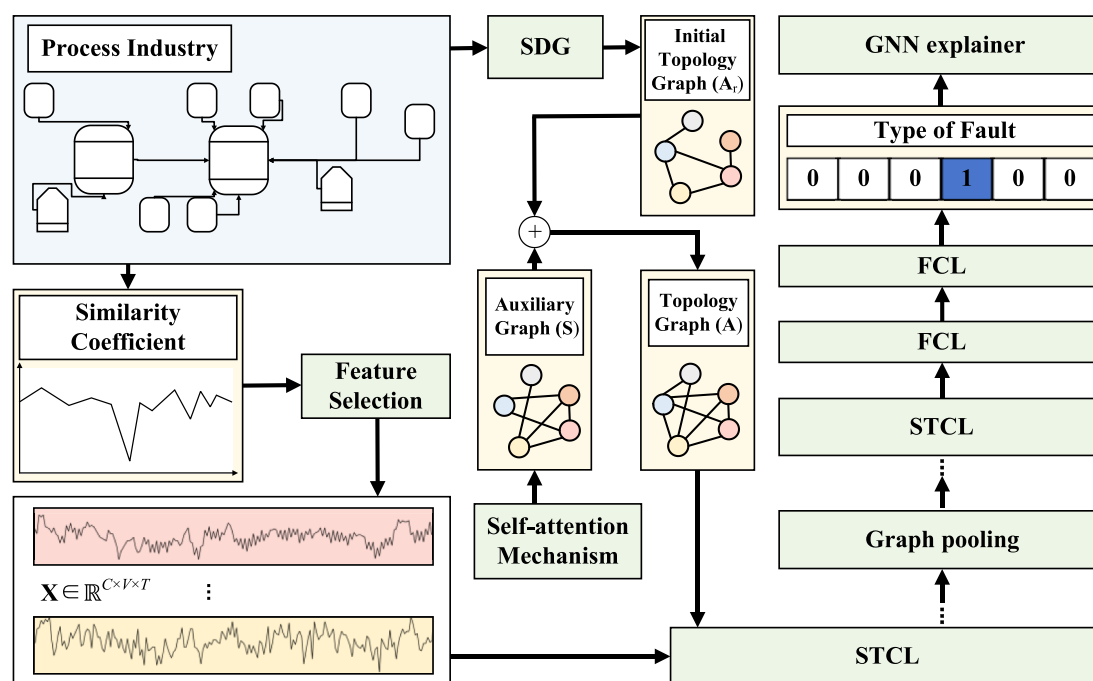 Process Industry
SDG
Initial
Topology
Graph (Aᵣ)
GNN explainer
Type of Fault
0 0 0 1 0 0
+
FCL
Similarity
Coefficient
Auxiliary
Graph (S)
Topology
Graph (A)
FCL
Feature
Selection
STCL
Self-attention
Mechanism
Graph pooling
X ∈ ℝ^{C×V×T}
STCL